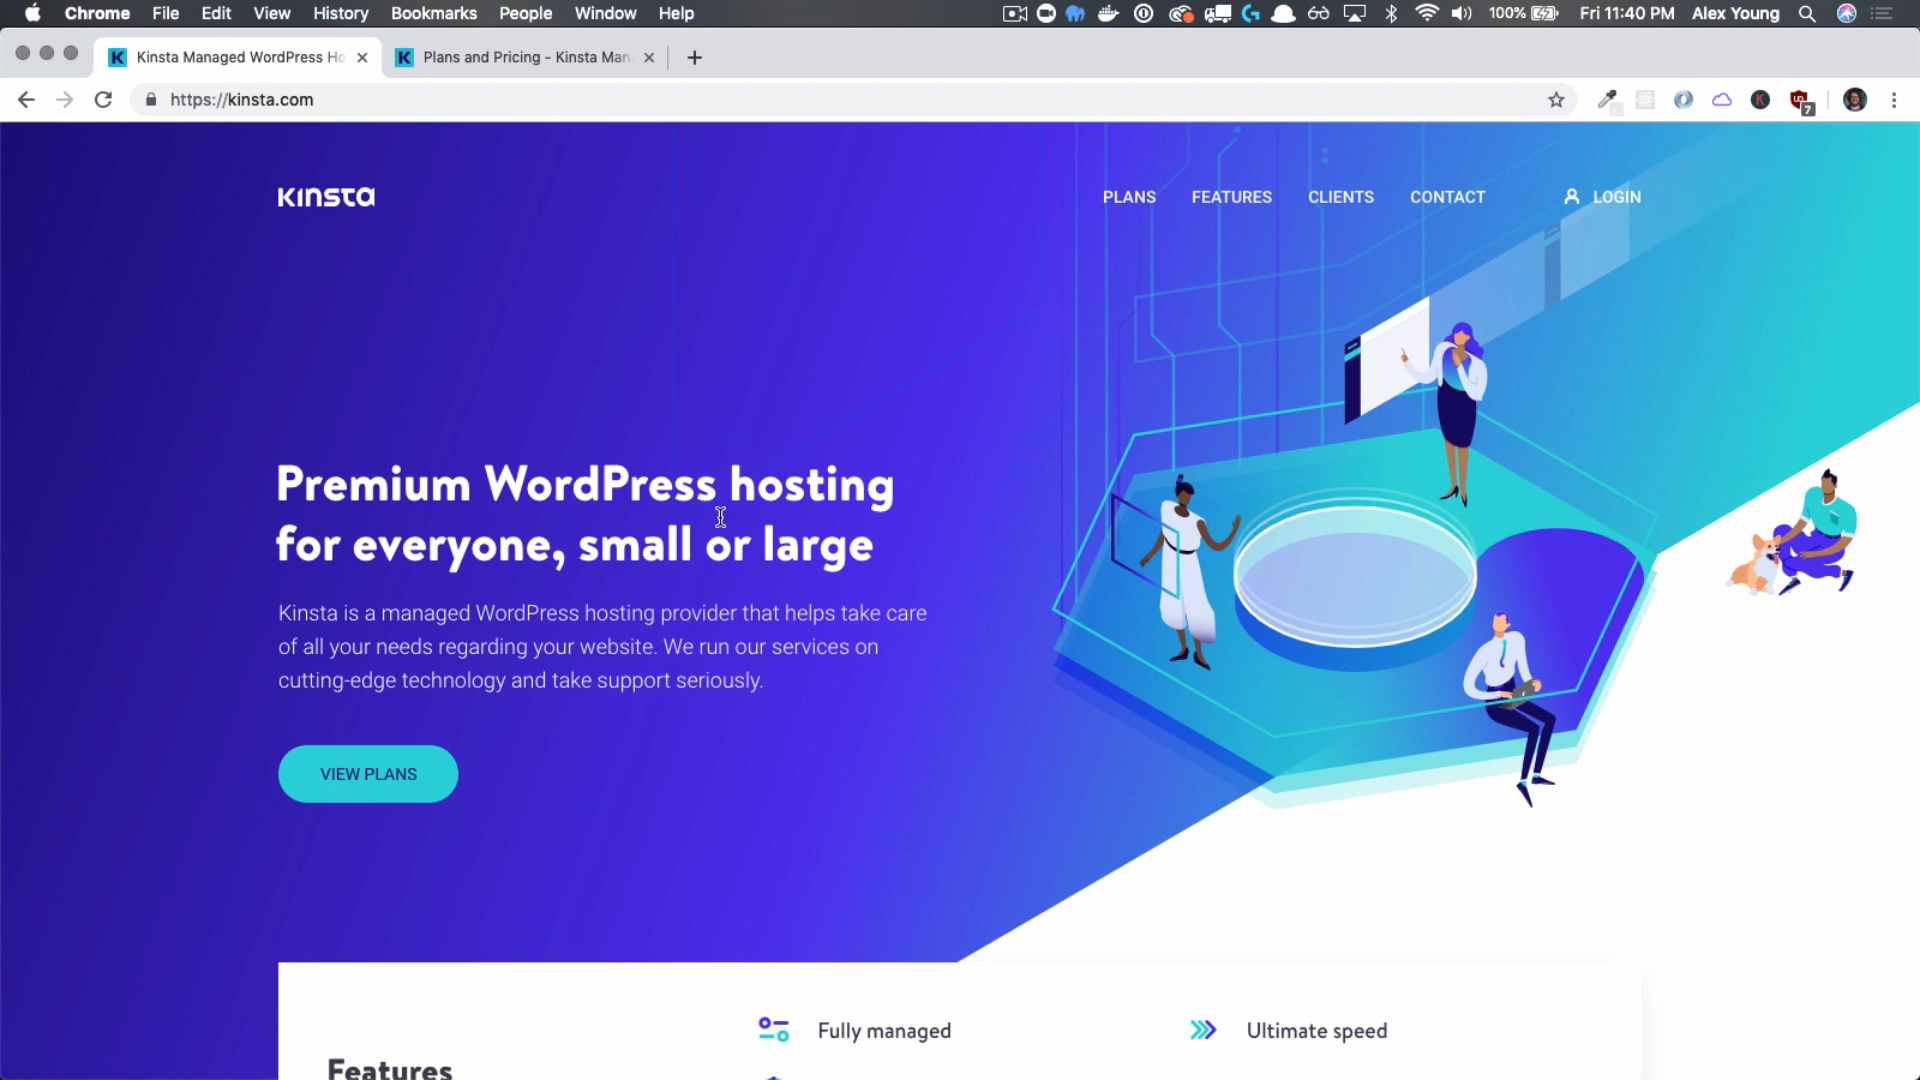 Chrome File Edit View History Bookmarks People Window Help 100% Fri 11:40 PM Alex Young
Kinsta Managed WordPress Ho
Plans and Pricing - Kinsta Man
https://kinsta.com
7
KINSTA
PLANS FEATURES CLIENTS CONTACT LOGIN
Premium WordPress hosting
for everyone, small or large
Kinsta is a managed WordPress hosting provider that helps take care
of all your needs regarding your website. We run our services on
cutting-edge technology and take support seriously.
VIEW PLANS
Fully managed
Ultimate speed
Features